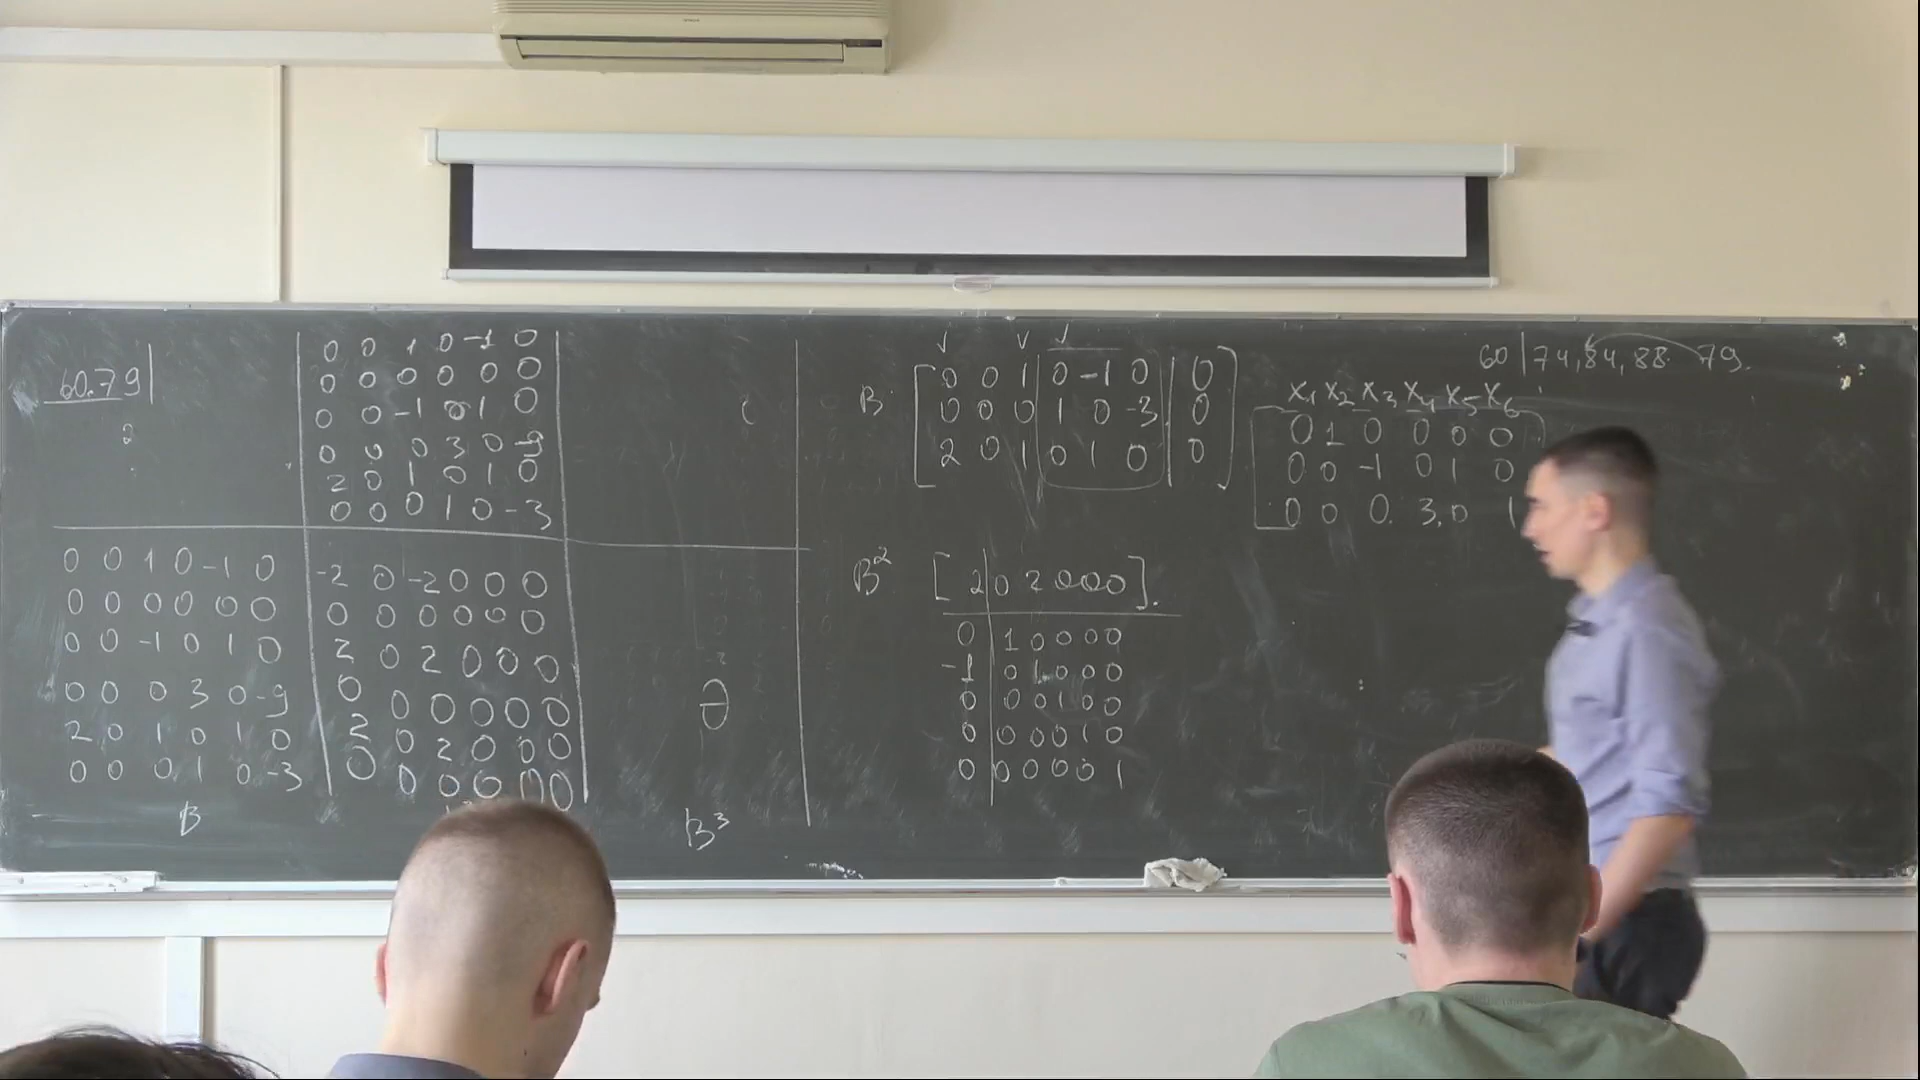 60.79
0 0 1 0 -1 0
0 0 0 0 0 0
0 0 -1 0 1 0
0 0 0 3 0 -9
2 0 1 0 1 0
0 0 0 1 0 -3
0 0 1 0 -1 0
0 0 0 0 0 0
0 0 -1 0 1 0
0 0 0 3 0 -9
2 0 1 0 1 0
0 0 0 1 0 -3
B
-2 0 -2 0 0 0
0 0 0 0 0 0
2 0 2 0 0 0
0 0 0 0 0 0
2 0 2 0 0 0
0 0 0 0 0 0
B³
B [ 0 0 1 0 -1 0 | 0 ]
0 0 0 1 0 -3 | 0
2 0 1 0 1 0 | 0
B² [ 2 0 2 0 0 0 ].
0 | 1 0 0 0 0
-1 | 0 1 0 0 0
0 | 0 0 1 0 0
0 | 0 0 0 1 0
0 | 0 0 0 0 1
60 | 74, 84, 88. 79.
x₁ x₂ x₃ x₄ x₅ x₆
0 1 0 0 0 0
0 0 -1 0 1 0
0 0 0 3 0 1